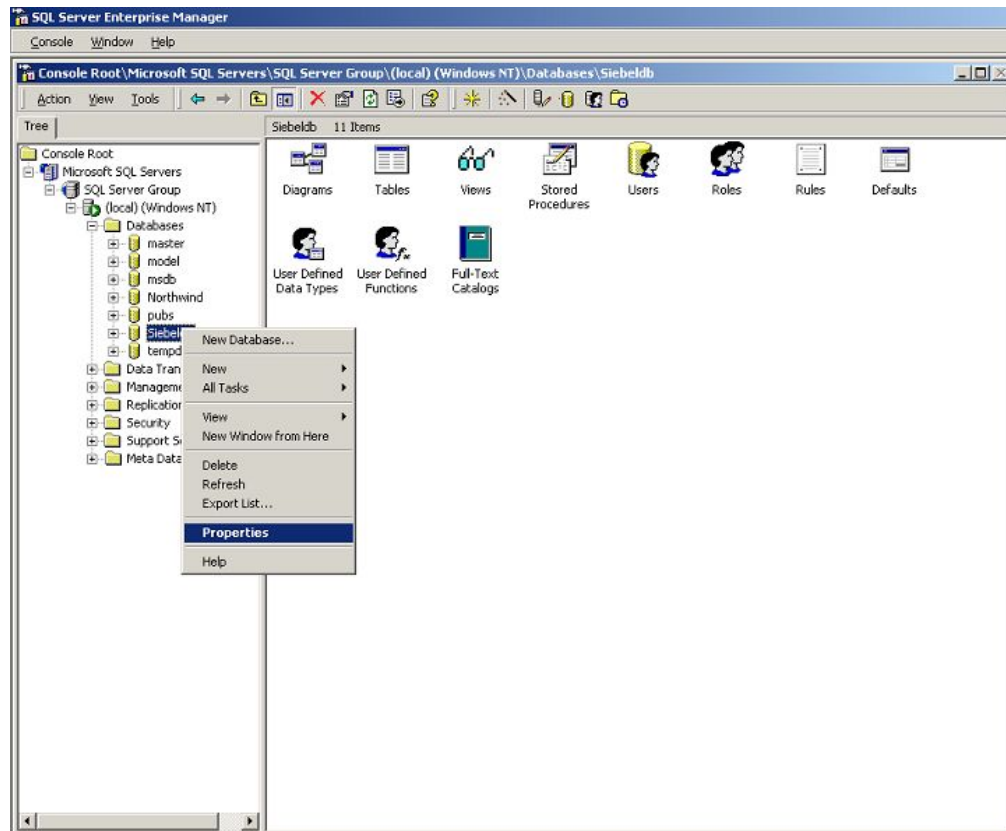 SQL Server Enterprise Manager
Console Window Help
Console Root\Microsoft SQL Servers\SQL Server Group\(local) (Windows NT)\Databases\Siebeldb
Action View Tools
Tree
Siebeldb 11 Items
Console Root
Microsoft SQL Servers
SQL Server Group
(local) (Windows NT)
Databases
master
model
msdb
Northwind
pubs
Siebel
tempd
Data Tran
Manageme
Replication
Security
Support S
Meta Data
New Database...
New
All Tasks
View
New Window from Here
Delete
Refresh
Export List...
Properties
Help
Diagrams
Tables
Views
Stored Procedures
Users
Roles
Rules
Defaults
User Defined Data Types
User Defined Functions
Full-Text Catalogs